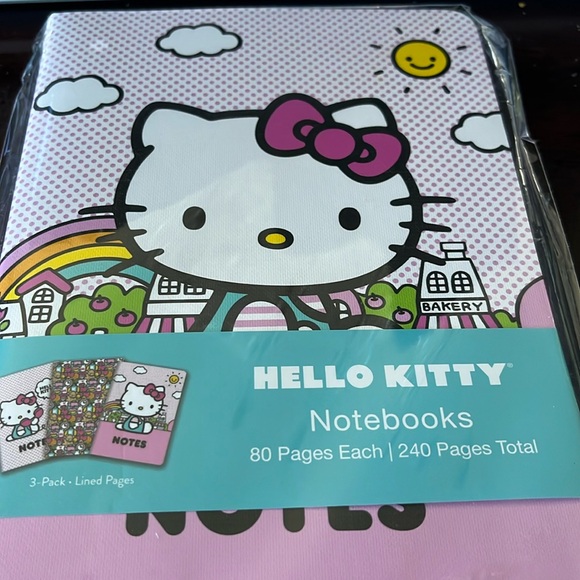 BAKERY
HELLO KITTY®
Notebooks
80 Pages Each | 240 Pages Total
NOTES
NOTES
3-Pack • Lined Pages
NOTES